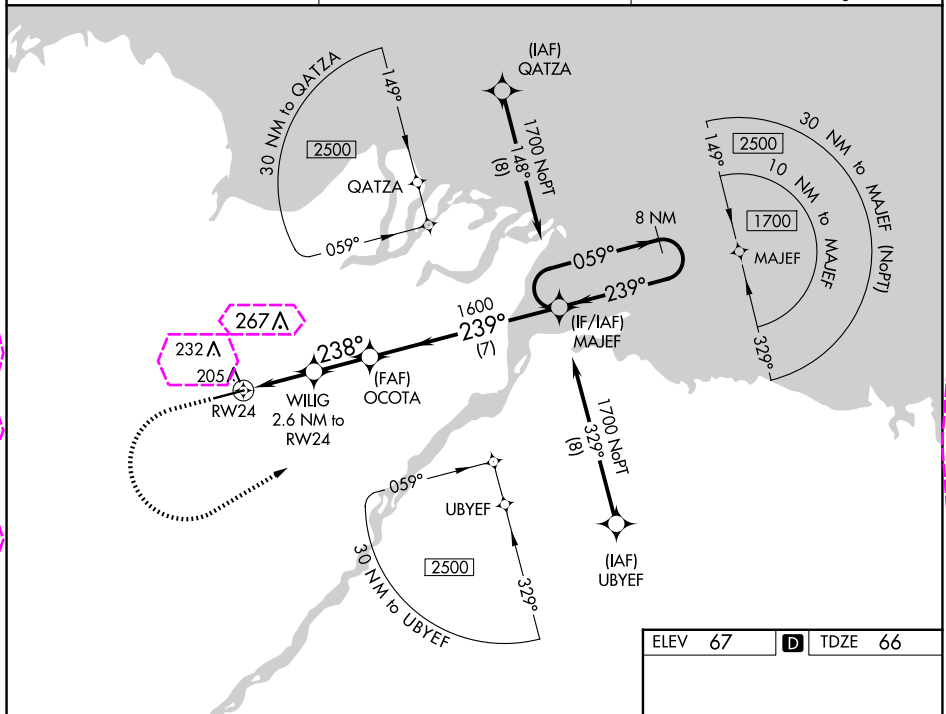 (IAF)
QATZA
1700 NoPT
148°
(8)
30 NM to QATZA
149°
2500
QATZA
059°
30 NM to MAJEF (NoPT)
149°
2500
10 NM to MAJEF
1700
MAJEF
329°
8 NM
059°
239°
(IF/IAF)
MAJEF
1600
239°
(7)
267
232
205
238°
(FAF)
OCOTA
WILIG
2.6 NM to
RW24
RW24
1700 NoPT
329°
(8)
(IAF)
UBYEF
059°
UBYEF
2500
30 NM to UBYEF
329°
ELEV 67 D TDZE 66